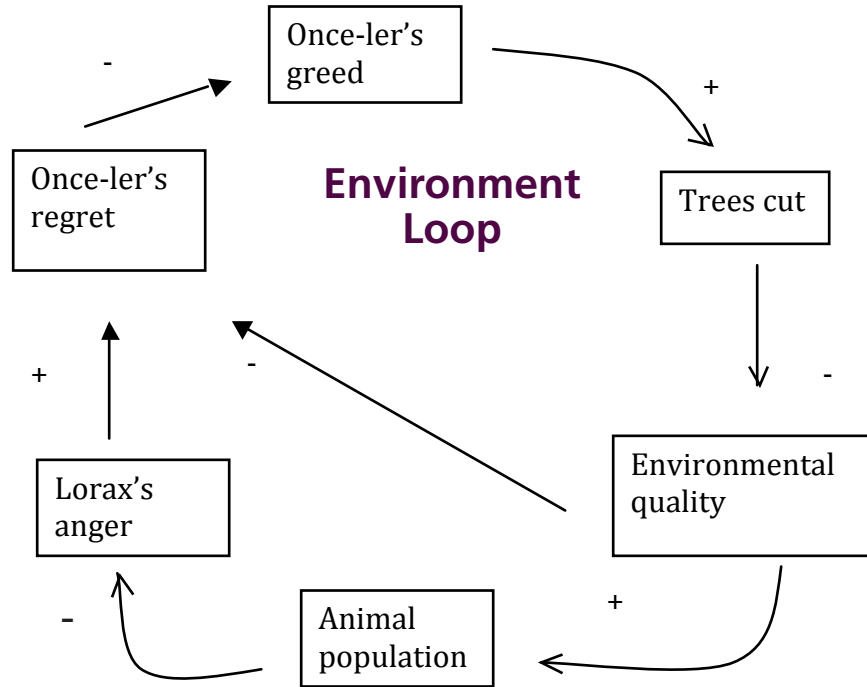 Once-ler’s
greed
-
+
Once-ler’s
regret
Environment
Loop
Trees cut
+
-
-
Lorax’s
anger
Environmental
quality
-
+
Animal
population